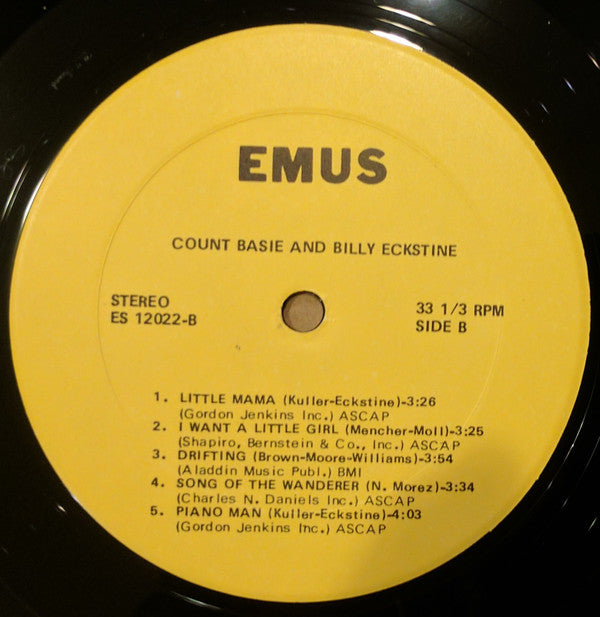 EMUS
COUNT BASIE AND BILLY ECKSTINE
STEREO
ES 12022-B
33 1/3 RPM
SIDE B
1. LITTLE MAMA (Kuller-Eckstine)-3:26
(Gordon Jenkins Inc.) ASCAP
2. I WANT A LITTLE GIRL (Mencher-Moll)-3:25
(Shapiro, Bernstein & Co., Inc.) ASCAP
3. DRIFTING (Brown-Moore-Williams)-3:54
(Aladdin Music Publ.) BMI
4. SONG OF THE WANDERER (N. Morez)-3:34
(Charles N. Daniels Inc.) ASCAP
5. PIANO MAN (Kuller-Eckstine)-4:03
(Gordon Jenkins Inc.) ASCAP